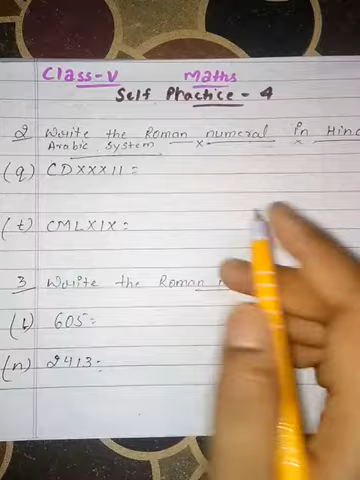 Class-V Maths
Self Practice - 4
2 Write the Roman numeral in Hind
Arabic System
(q) CDXXXII=
(t) CMLXIX=
3 Write the Roman
(i) 605=
(n) 2413=